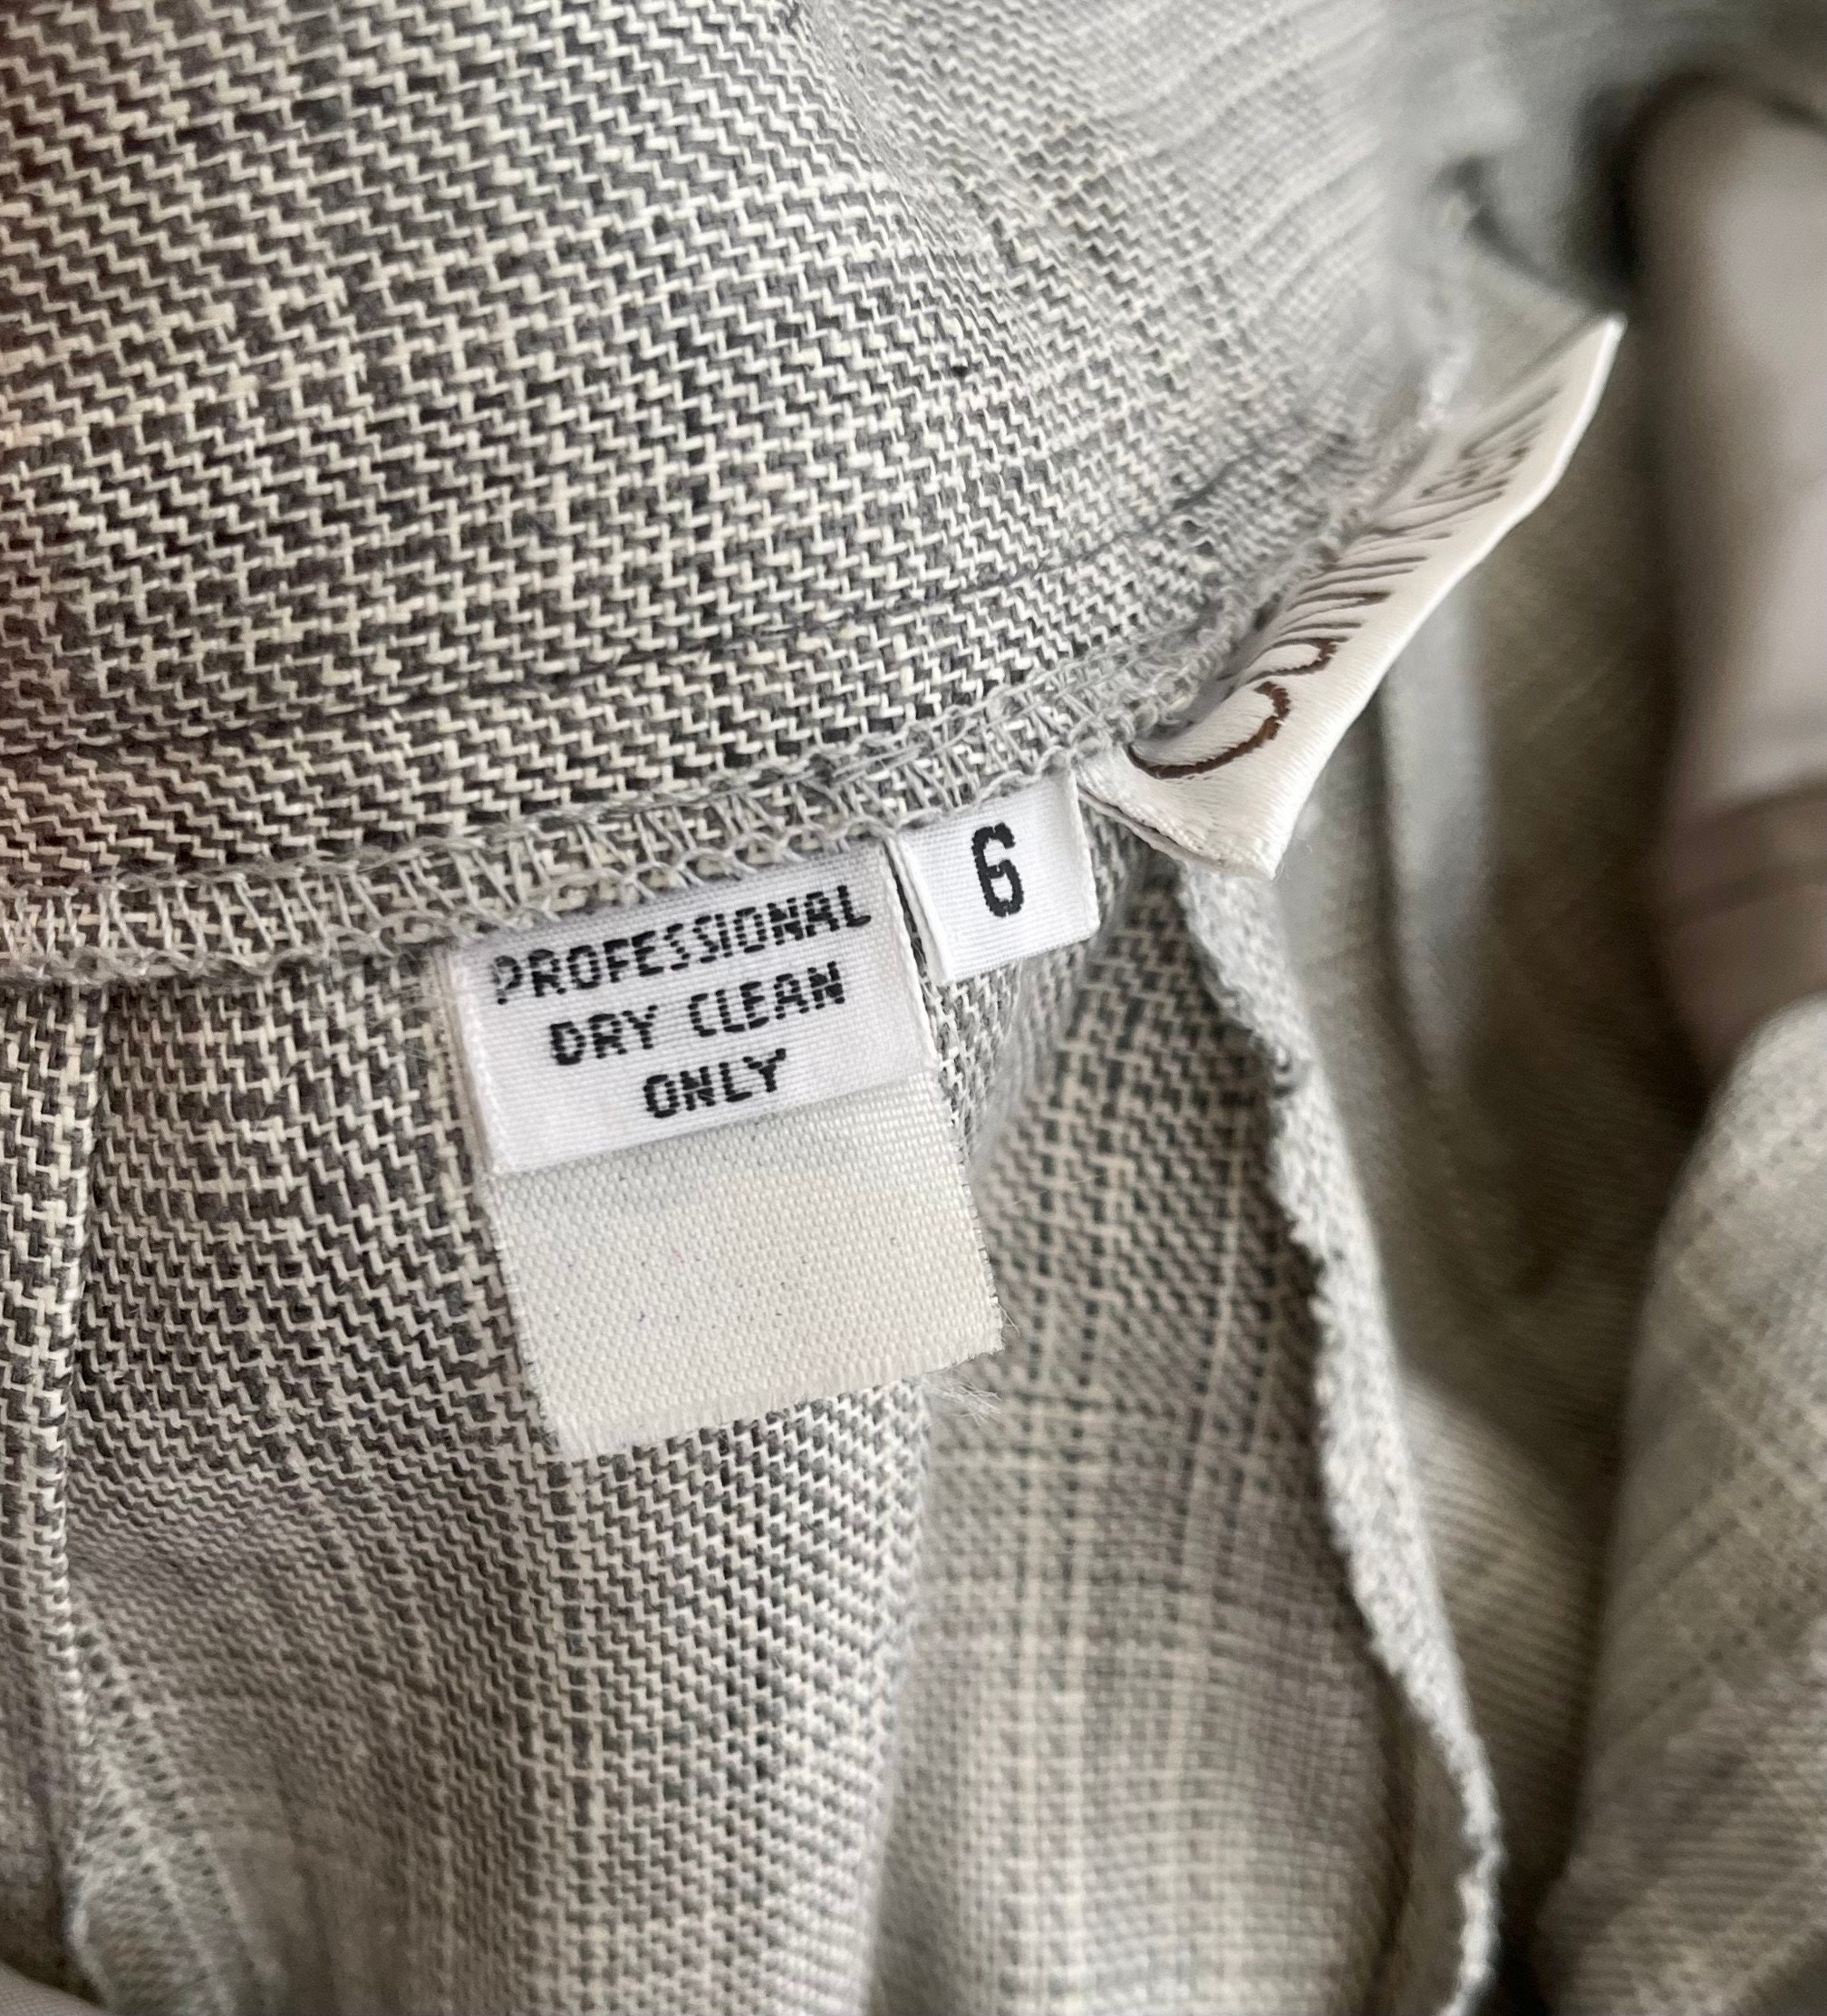 PROFESSIONAL
DRY CLEAN
ONLY
6